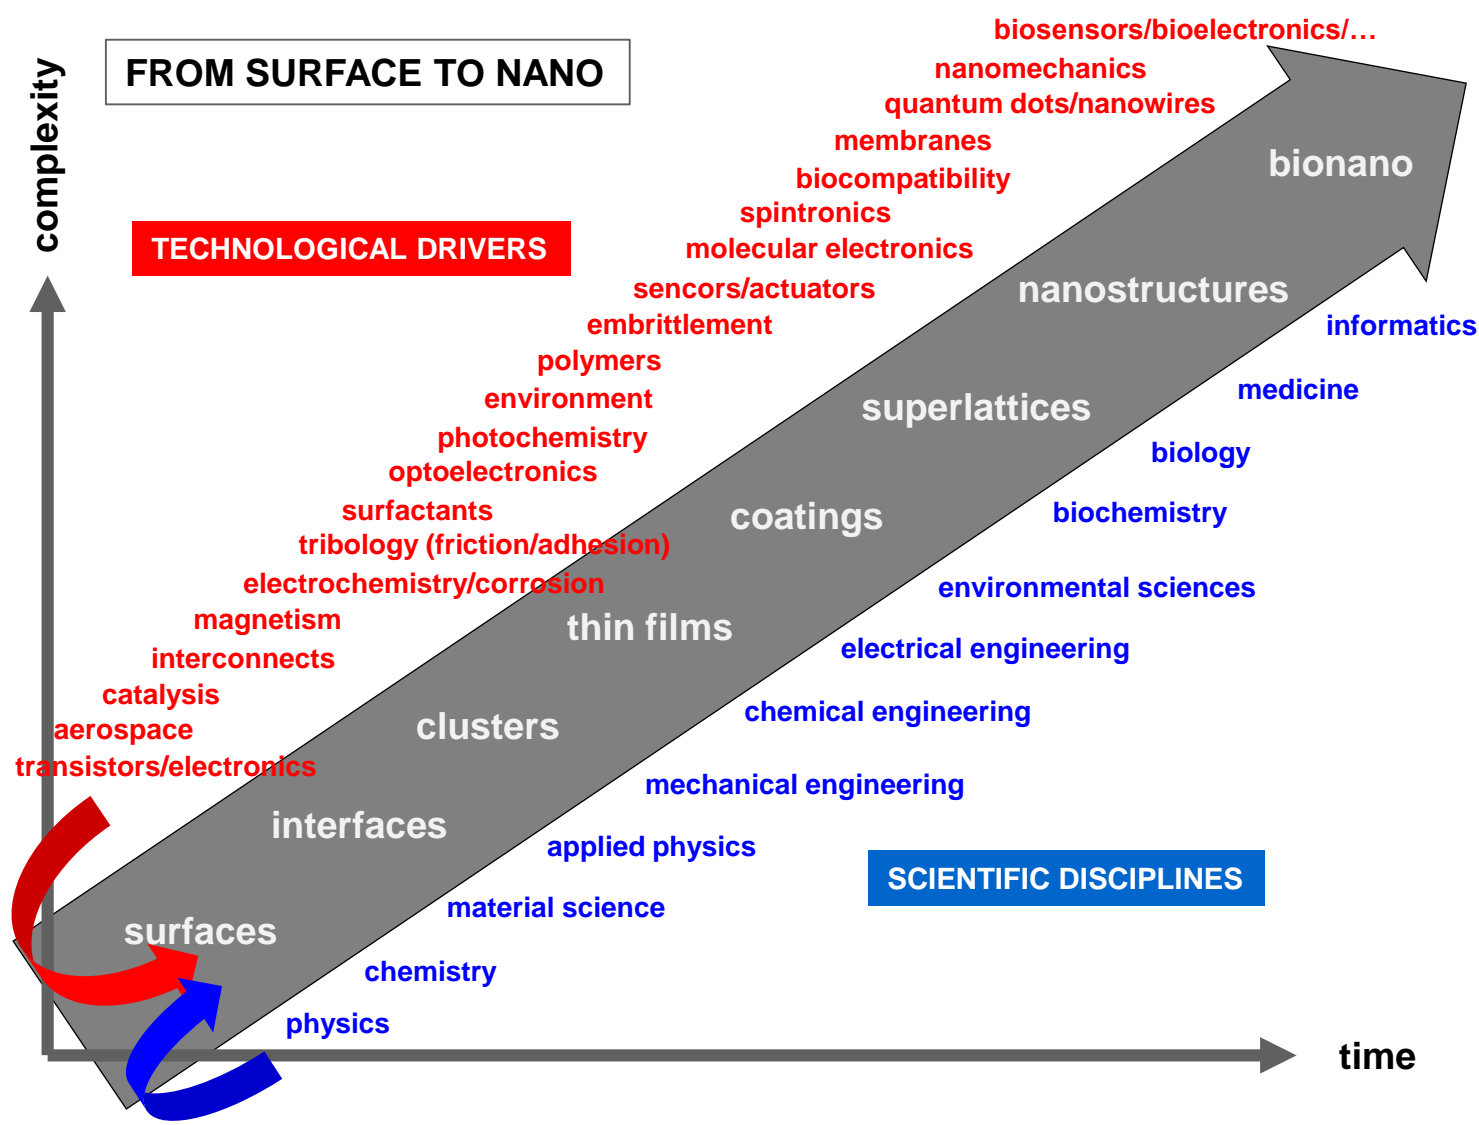 FROM SURFACE TO NANO
complexity
TECHNOLOGICAL DRIVERS
biosensors/bioelectronics/…
nanomechanics
quantum dots/nanowires
membranes
biocompatibility
spintronics
molecular electronics
sencors/actuators
embrittlement
polymers
environment
photochemistry
optoelectronics
surfactants
tribology (friction/adhesion)
electrochemistry/corrosion
magnetism
interconnects
catalysis
aerospace
transistors/electronics
bionano
nanostructures
superlattices
coatings
thin films
clusters
interfaces
surfaces
informatics
medicine
biology
biochemistry
environmental sciences
electrical engineering
chemical engineering
mechanical engineering
applied physics
material science
chemistry
physics
SCIENTIFIC DISCIPLINES
time